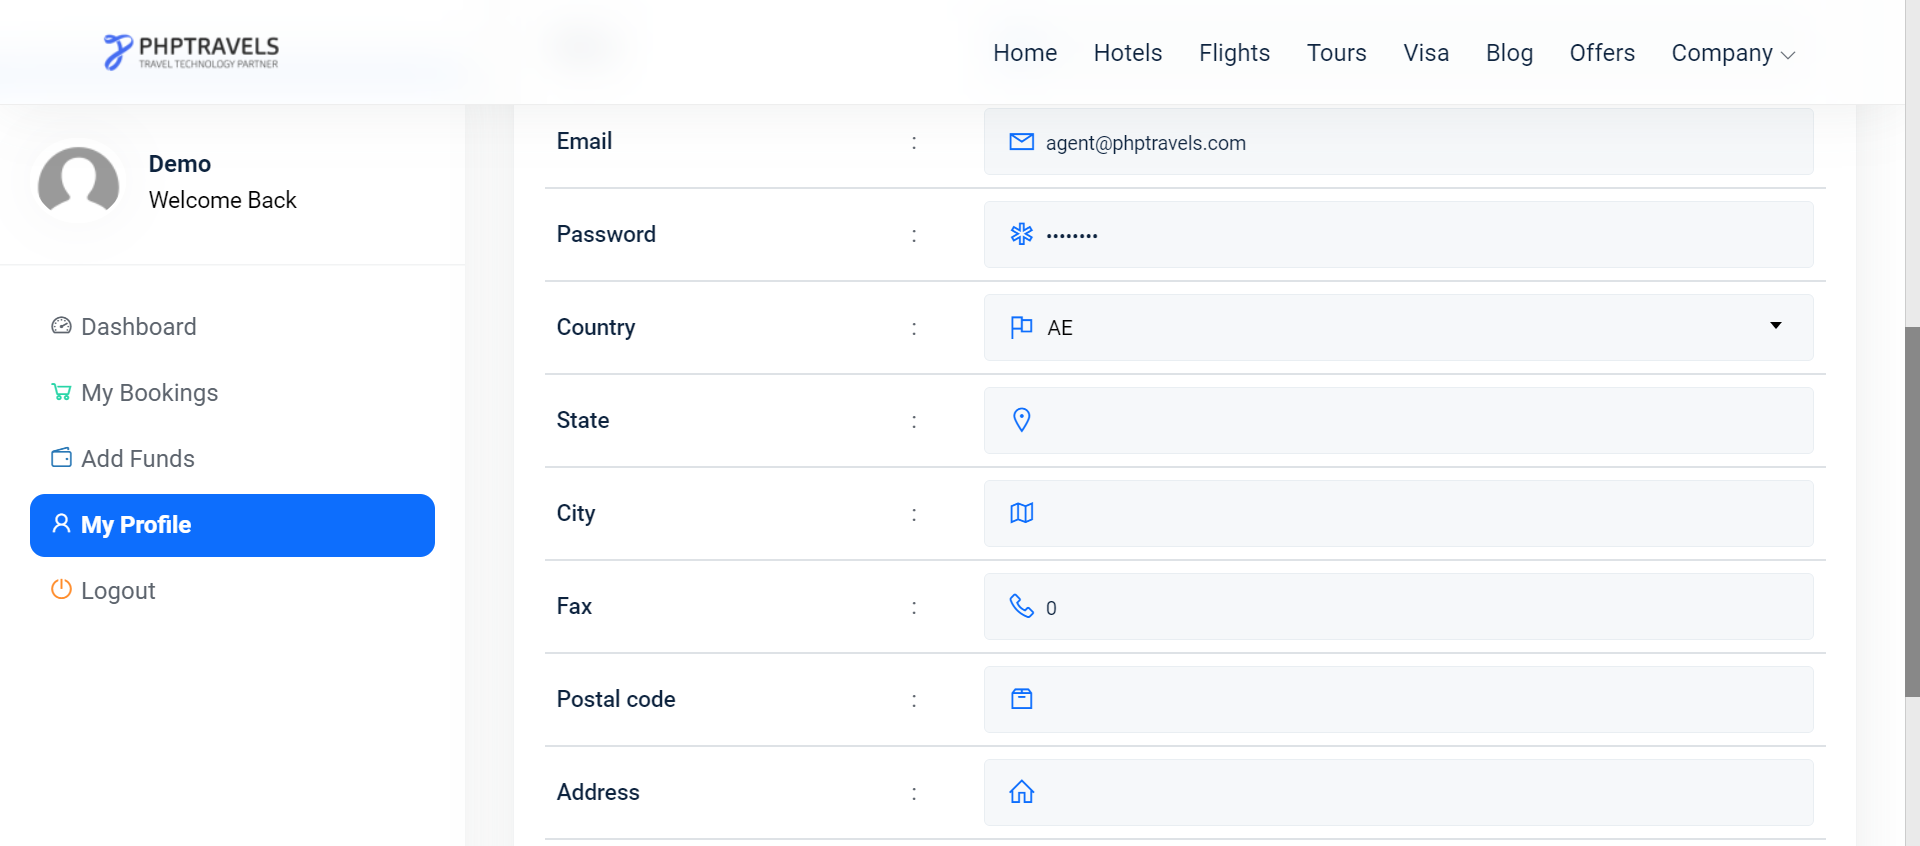 PHPTRAVELS
TRAVEL TECHNOLOGY PARTNER
Home Hotels Flights Tours Visa Blog Offers Company
Demo
Welcome Back
Dashboard
My Bookings
Add Funds
My Profile
Logout
Email : agent@phptravels.com
Password : ••••••••
Country : AE
State :
City :
Fax : 0
Postal code :
Address :